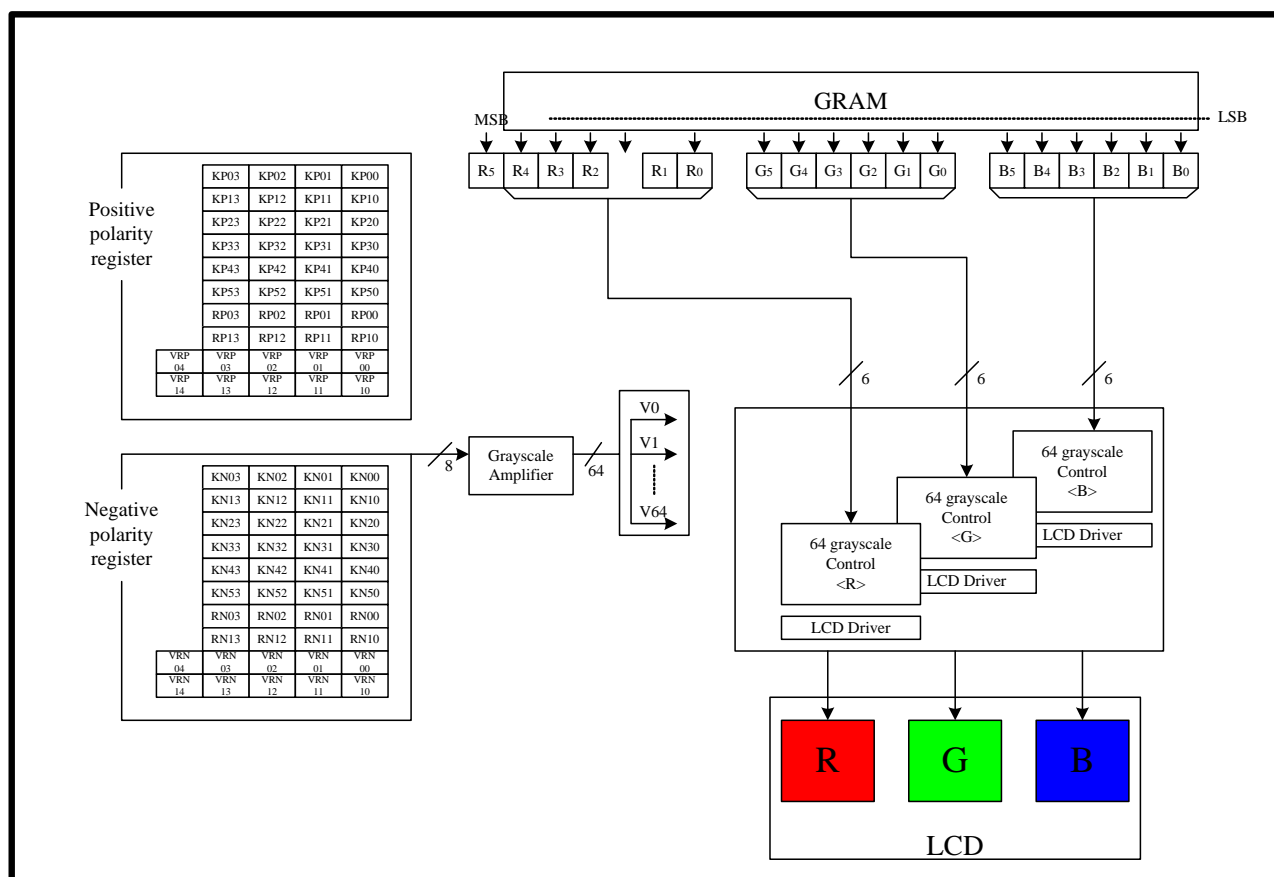 GRAM
MSB
LSB
R5 R4 R3 R2 R1 R0
G5 G4 G3 G2 G1 G0
B5 B4 B3 B2 B1 B0
Positive
polarity
register
KP03 KP02 KP01 KP00
KP13 KP12 KP11 KP10
KP23 KP22 KP21 KP20
KP33 KP32 KP31 KP30
KP43 KP42 KP41 KP40
KP53 KP52 KP51 KP50
RP03 RP02 RP01 RP00
RP13 RP12 RP11 RP10
VRP VRP VRP VRP VRP
04 03 02 01 00
VRP VRP VRP VRP VRP
14 13 12 11 10
6 6 6
Negative
polarity
register
KN03 KN02 KN01 KN00
KN13 KN12 KN11 KN10
KN23 KN22 KN21 KN20
KN33 KN32 KN31 KN30
KN43 KN42 KN41 KN40
KN53 KN52 KN51 KN50
RN03 RN02 RN01 RN00
RN13 RN12 RN11 RN10
VRN VRN VRN VRN VRN
04 03 02 01 00
VRN VRN VRN VRN VRN
14 13 12 11 10
8
Grayscale
Amplifier
64
V0
V1
V64
64 grayscale
Control
<B>
LCD Driver
64 grayscale
Control
<G>
LCD Driver
64 grayscale
Control
<R>
LCD Driver
R G B
LCD